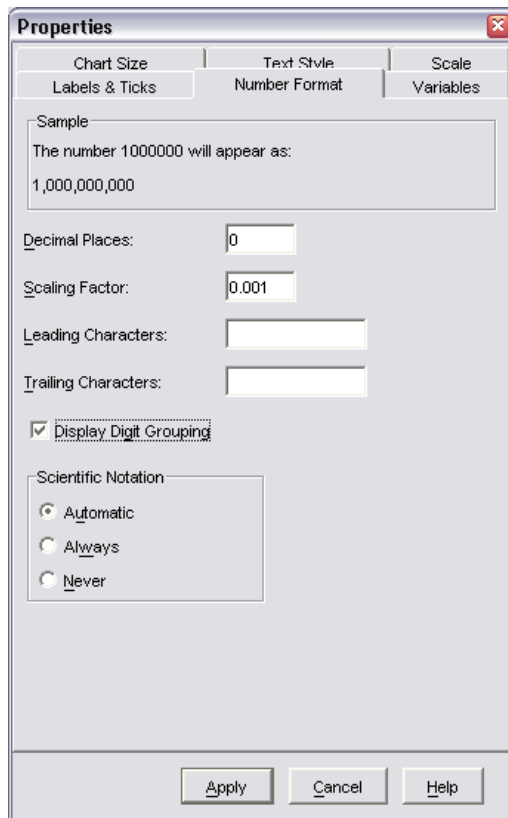 Properties
Chart Size Text Style Scale
Labels & Ticks Number Format Variables
Sample
The number 1000000 will appear as:
1,000,000,000
Decimal Places: 0
Scaling Factor: 0.001
Leading Characters:
Trailing Characters:
Display Digit Grouping
Scientific Notation
Automatic
Always
Never
Apply Cancel Help